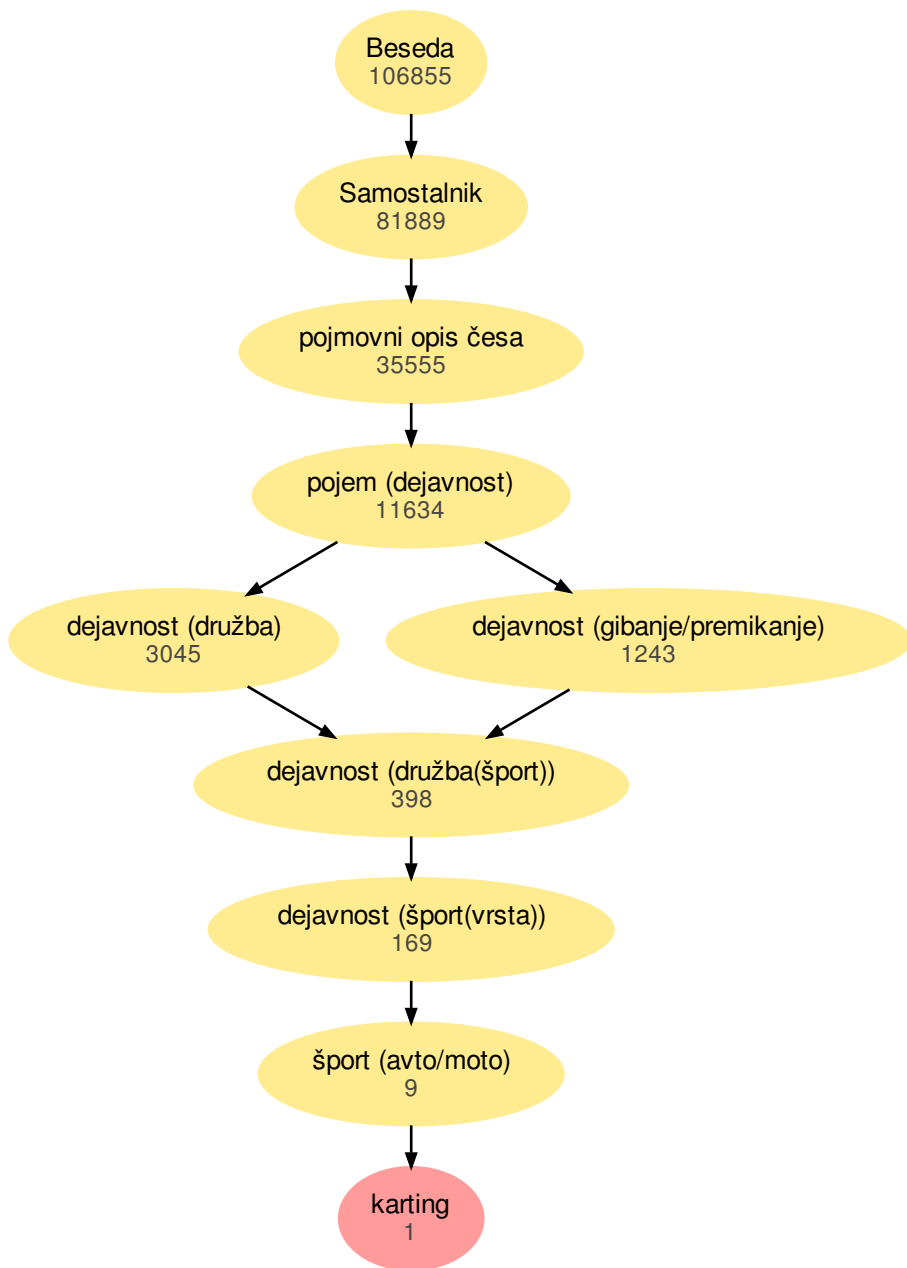 Beseda
106855
Samostalnik
81889
pojmovni opis česa
35555
pojem (dejavnost)
11634
dejavnost (družba)
3045
dejavnost (gibanje/premikanje)
1243
dejavnost (družba(šport))
398
dejavnost (šport(vrsta))
169
šport (avto/moto)
9
karting
1